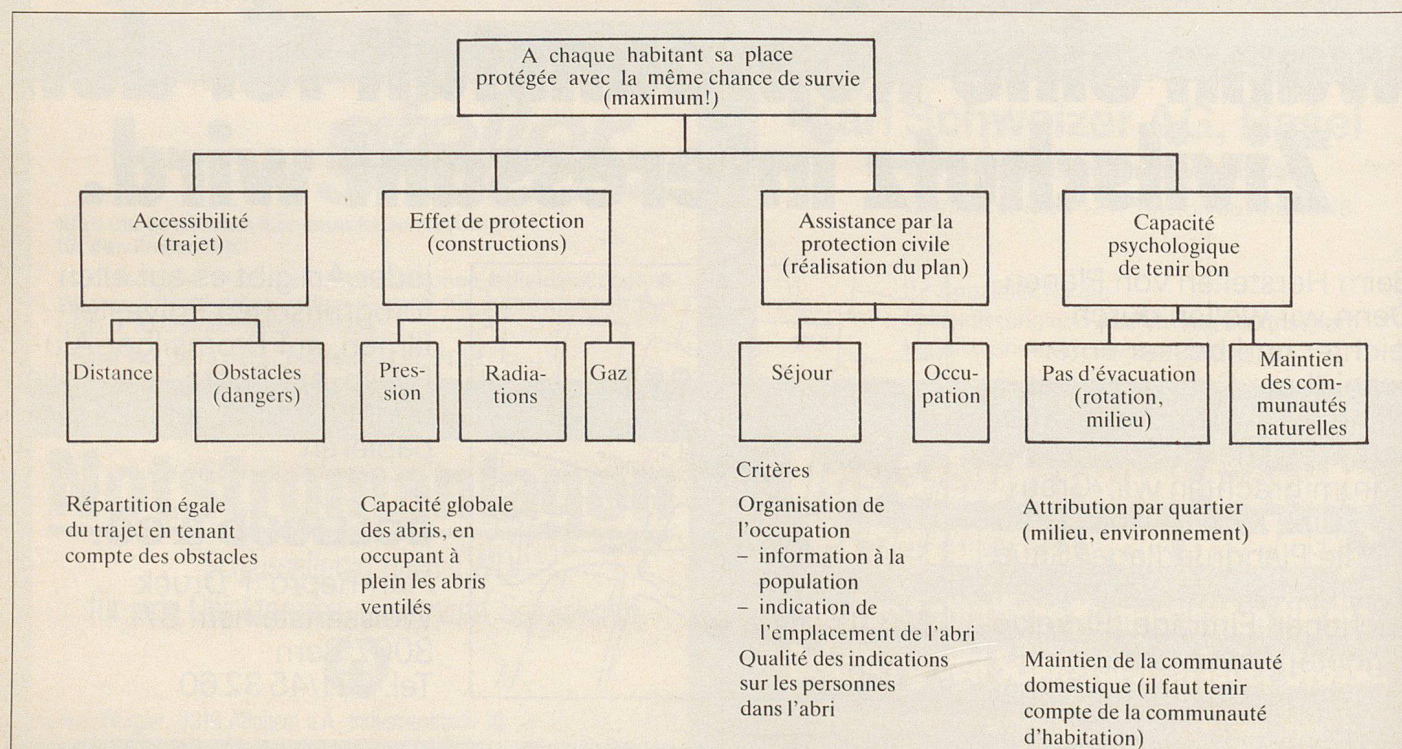 A chaque habitant sa place
protégée avec la même chance de survie
(maximum!)
Accessibilité
(trajet)
Effet de protection
(constructions)
Assistance par la
protection civile
(réalisation du plan)
Capacité
psychologique
de tenir bon
Distance
Obstacles
(dangers)
Pres-
sion
Radia-
tions
Gaz
Séjour
Occu-
pation
Pas d'évacuation
(rotation,
milieu)
Maintien
des com-
munautés
naturelles
Répartition égale
du trajet en tenant
compte des obstacles
Capacité globale
des abris, en
occupant à
plein les abris
ventilés
Critères
Organisation de
l'occupation
– information à la
population
– indication de
l'emplacement de l'abri
Qualité des indications
sur les personnes
dans l'abri
Attribution par quartier
(milieu, environnement)
Maintien de la communauté
domestique (il faut tenir
compte de la communauté
d'habitation)